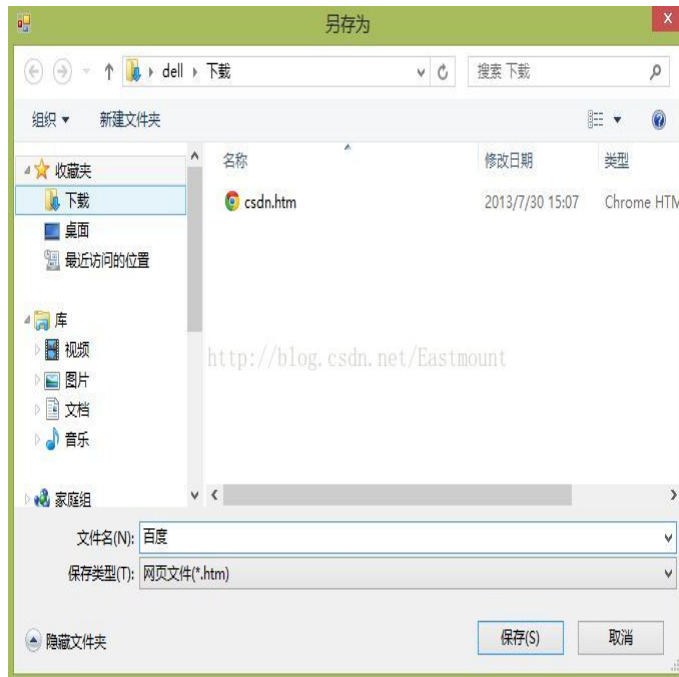 另存为
dell 下载
搜索 下载
组织 新建文件夹
收藏夹
下载
桌面
最近访问的位置
库
视频
图片
文档
音乐
家庭组
名称 修改日期 类型
csdn.htm 2013/7/30 15:07 Chrome HTM
http://blog.csdn.net/Eastmount
文件名(N): 百度
保存类型(T): 网页文件(*.htm)
隐藏文件夹 保存(S) 取消